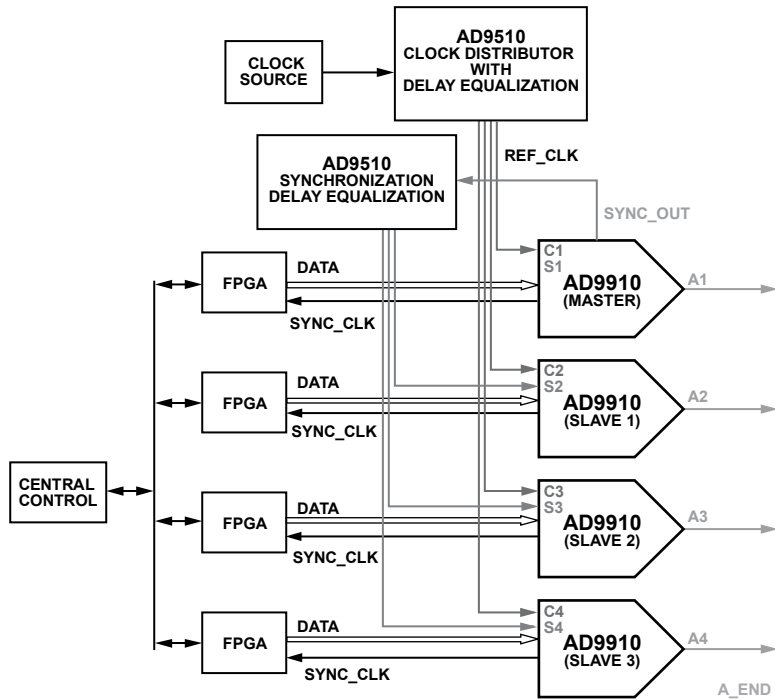 AD9510
CLOCK DISTRIBUTOR
WITH
DELAY EQUALIZATION
CLOCK
SOURCE
REF_CLK
AD9510
SYNCHRONIZATION
DELAY EQUALIZATION
SYNC_OUT
FPGA
DATA
SYNC_CLK
C1
S1
AD9910
(MASTER)
A1
FPGA
DATA
SYNC_CLK
C2
S2
AD9910
(SLAVE 1)
A2
CENTRAL
CONTROL
FPGA
DATA
SYNC_CLK
C3
S3
AD9910
(SLAVE 2)
A3
FPGA
DATA
SYNC_CLK
C4
S4
AD9910
(SLAVE 3)
A4
A_END